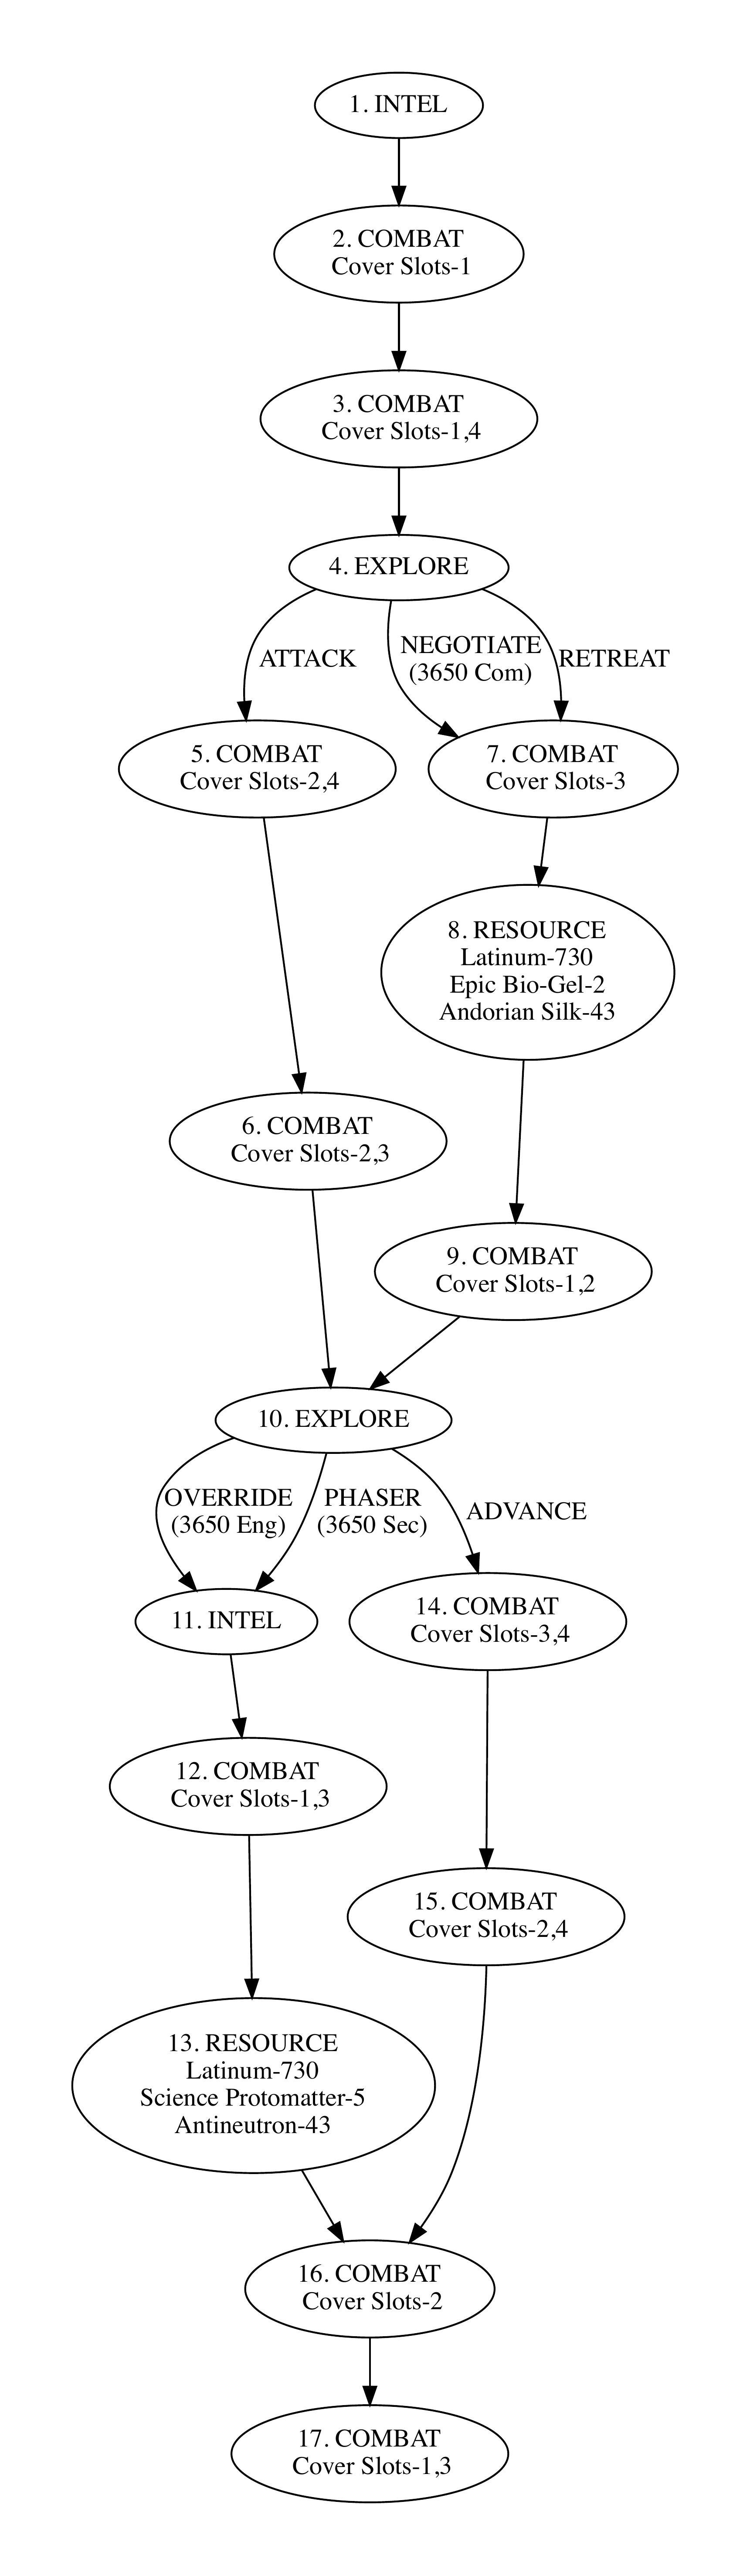 1. INTEL
2. COMBAT
Cover Slots-1
3. COMBAT
Cover Slots-1,4
4. EXPLORE
ATTACK
NEGOTIATE
(3650 Com)
RETREAT
5. COMBAT
Cover Slots-2,4
7. COMBAT
Cover Slots-3
8. RESOURCE
Latinum-730
Epic Bio-Gel-2
Andorian Silk-43
6. COMBAT
Cover Slots-2,3
9. COMBAT
Cover Slots-1,2
10. EXPLORE
OVERRIDE
(3650 Eng)
PHASER
(3650 Sec)
ADVANCE
11. INTEL
14. COMBAT
Cover Slots-3,4
12. COMBAT
Cover Slots-1,3
15. COMBAT
Cover Slots-2,4
13. RESOURCE
Latinum-730
Science Protomatter-5
Antineutron-43
16. COMBAT
Cover Slots-2
17. COMBAT
Cover Slots-1,3